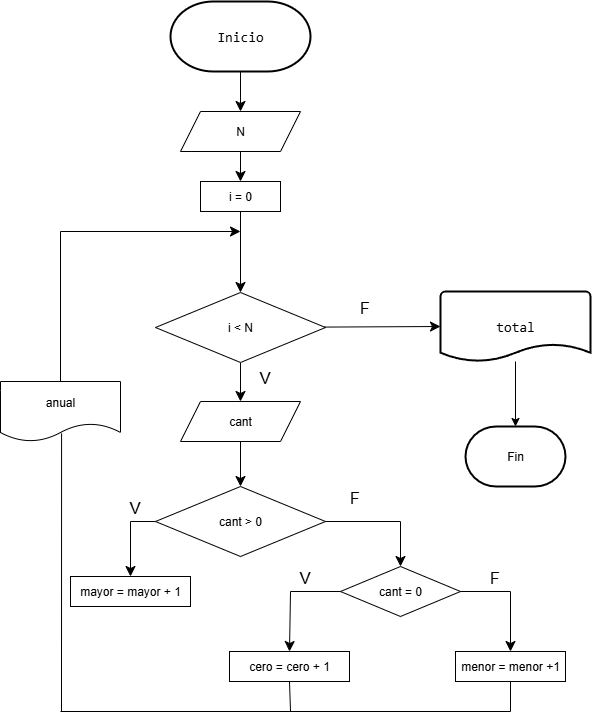 Inicio
N
i = 0
i < N
F
total
V
anual
cant
Fin
cant > 0
V
F
mayor = mayor + 1
cant = 0
V
F
cero = cero + 1
menor = menor +1